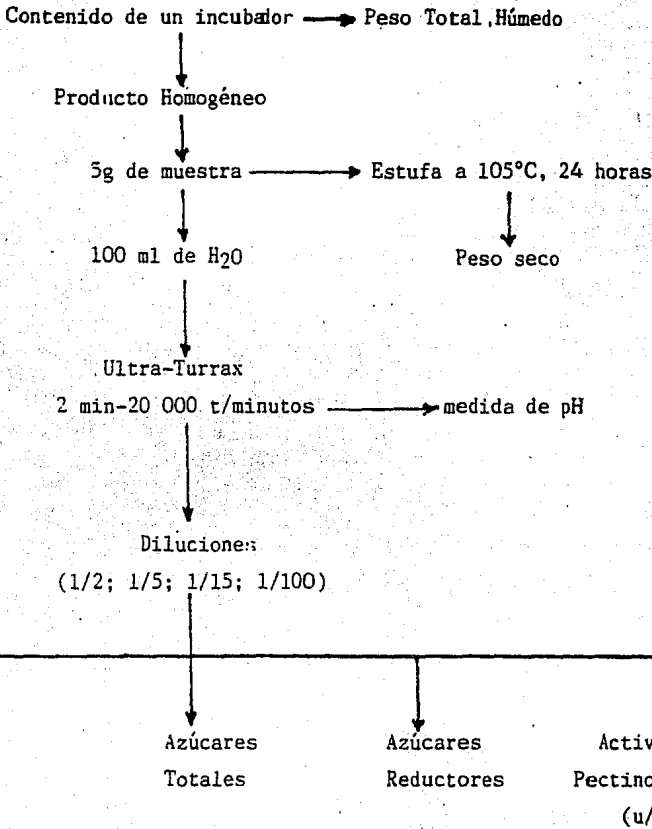 Contenido de un incubador Peso Total, Húmedo
Producto Homogéneo
5g de muestra Estufa a 105°C, 24 horas
100 ml de H2O Peso seco
Ultra-Turrax
2 min-20 000 t/minutos medida de pH
Diluciones
(1/2; 1/5; 1/15; 1/100)
Azúcares Azúcares Activ
Totales Reductores Pectino
(u/